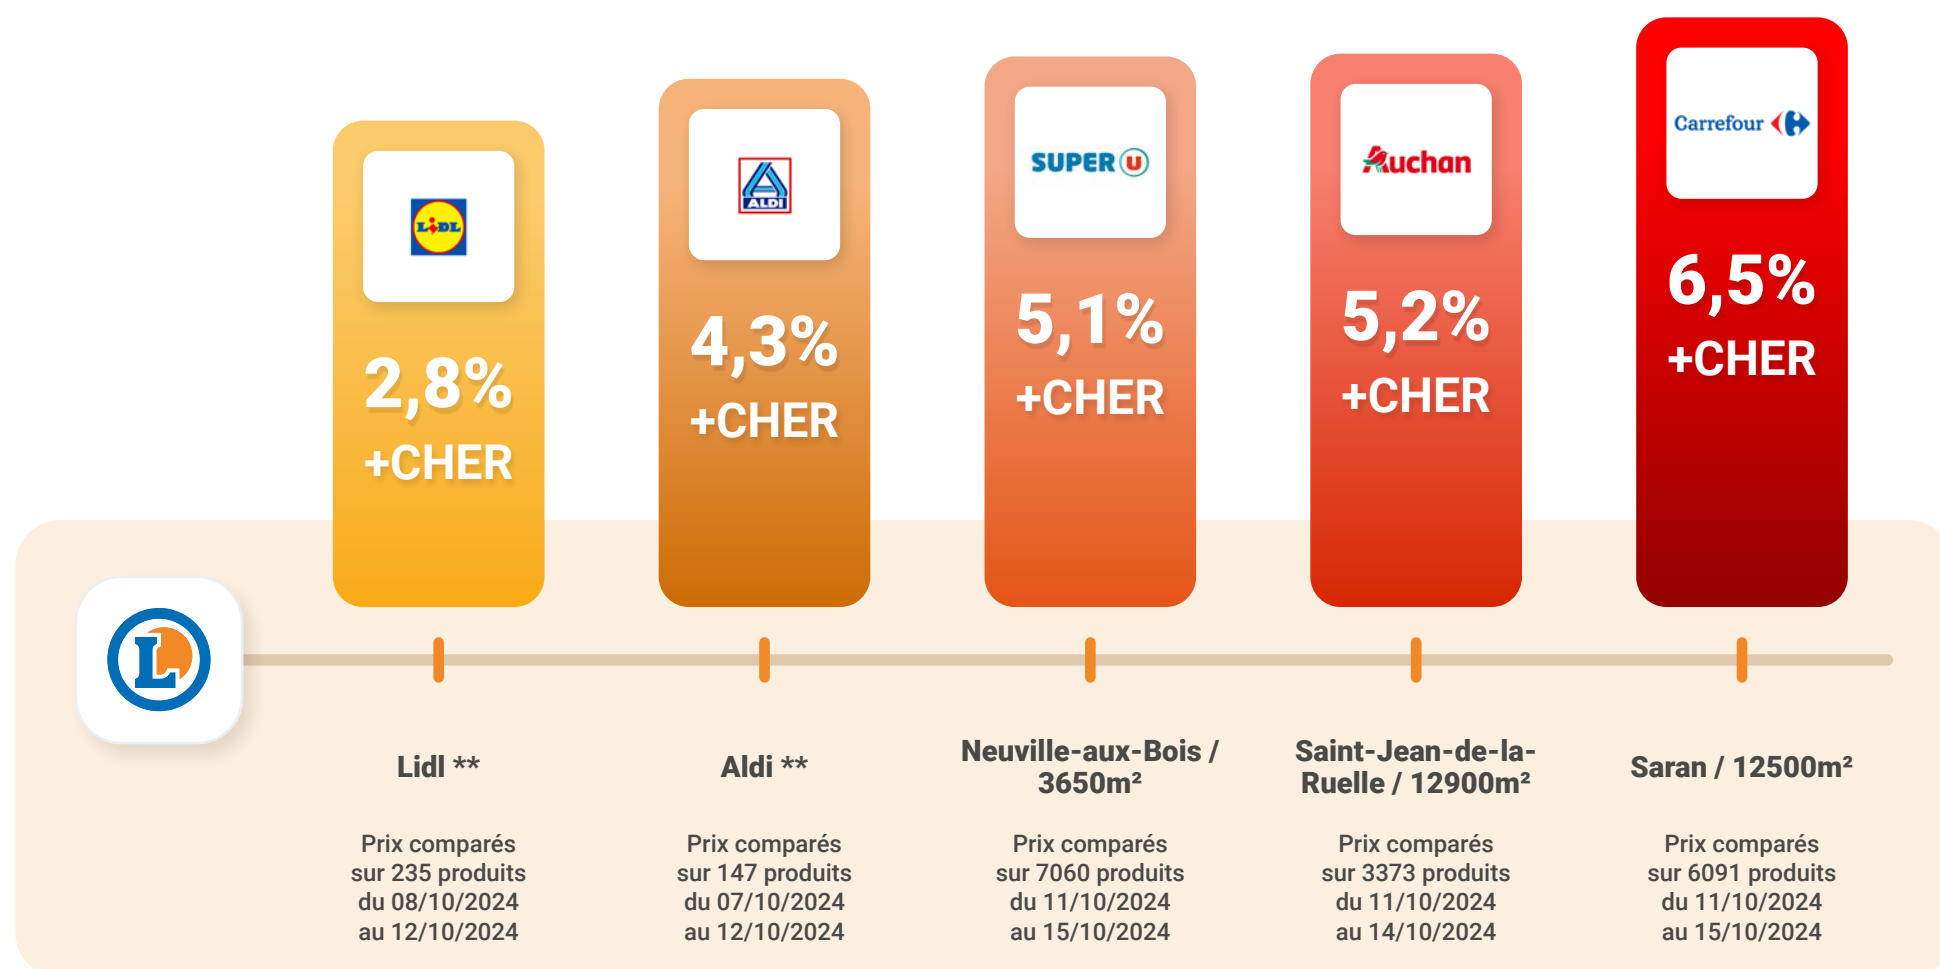 LIDL
2,8%
+CHER
ALDI
4,3%
+CHER
SUPER U
5,1%
+CHER
Auchan
5,2%
+CHER
Carrefour
6,5%
+CHER
L
Lidl **
Prix comparés
sur 235 produits
du 08/10/2024
au 12/10/2024
Aldi **
Prix comparés
sur 147 produits
du 07/10/2024
au 12/10/2024
Neuville-aux-Bois /
3650m²
Prix comparés
sur 7060 produits
du 11/10/2024
au 15/10/2024
Saint-Jean-de-la-
Ruelle / 12900m²
Prix comparés
sur 3373 produits
du 11/10/2024
au 14/10/2024
Saran / 12500m²
Prix comparés
sur 6091 produits
du 11/10/2024
au 15/10/2024